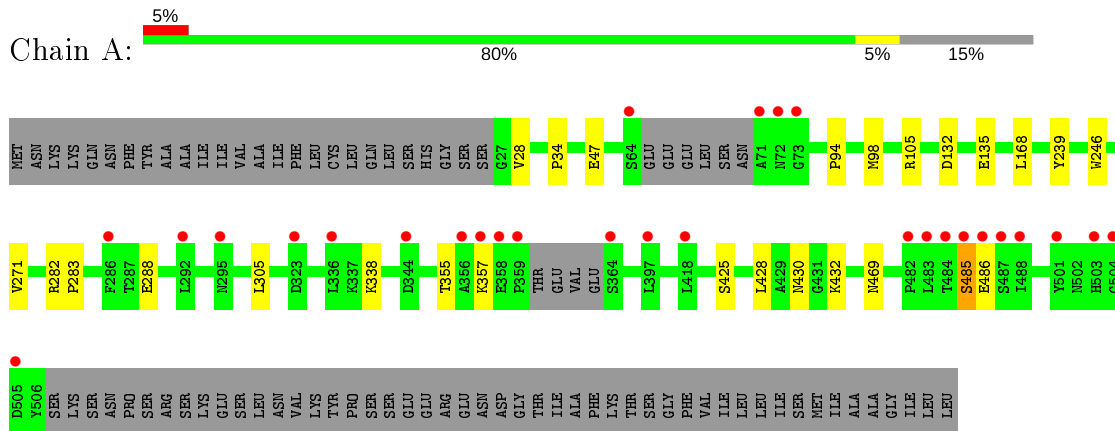 5%
Chain A:
80% 5% 15%
MET ASN LYS LYS GLN ASN PHE TYR ALA ALA ILE ILE VAL ALA ILE PHE LEU CYS LEU GLN LEU SER HIS GLY SER SER G27 V28 P34 E47 S64 GLU GLU GLU LEU SER ASN A71 N72 G73 P94 M98 R105 D132 E135 L168 Y239 W246
V271 R282 P283 F286 T287 E288 L292 N295 L305 D323 L336 K337 K338 D344 T355 A356 K357 E358 P359 THR GLU VAL GLU S364 L397 L418 S425 L428 A429 N430 G431 K432 N469 P482 L483 T484 S485 E486 S487 I488 Y501 N502 H503 C504
D505 Y506 SER LYS SER ASN PRO SER ARG SER LYS GLU SER LEU ASN VAL LYS TYR PRO SER SER GLU GLU ARG GLU ASN ASP GLY THR ILE ALA PHE LYS THR SER GLY PHE VAL ILE LEU LEU ILE SER MET ILE ALA ALA GLY ILE LEU LEU